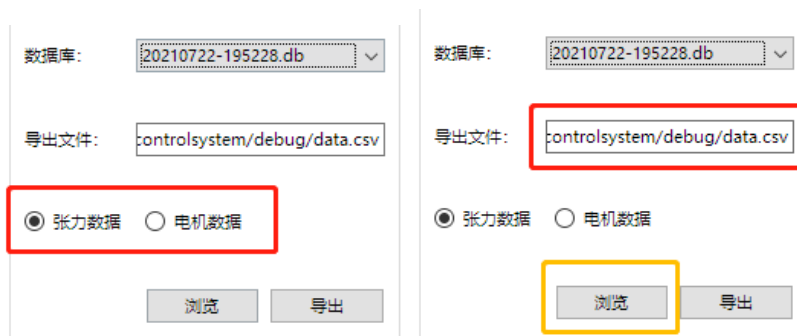 数据库: 20210722-195228.db
导出文件: controlsystem/debug/data.csv
张力数据 电机数据
浏览 导出
数据库: 20210722-195228.db
导出文件: controlsystem/debug/data.csv
张力数据 电机数据
浏览 导出